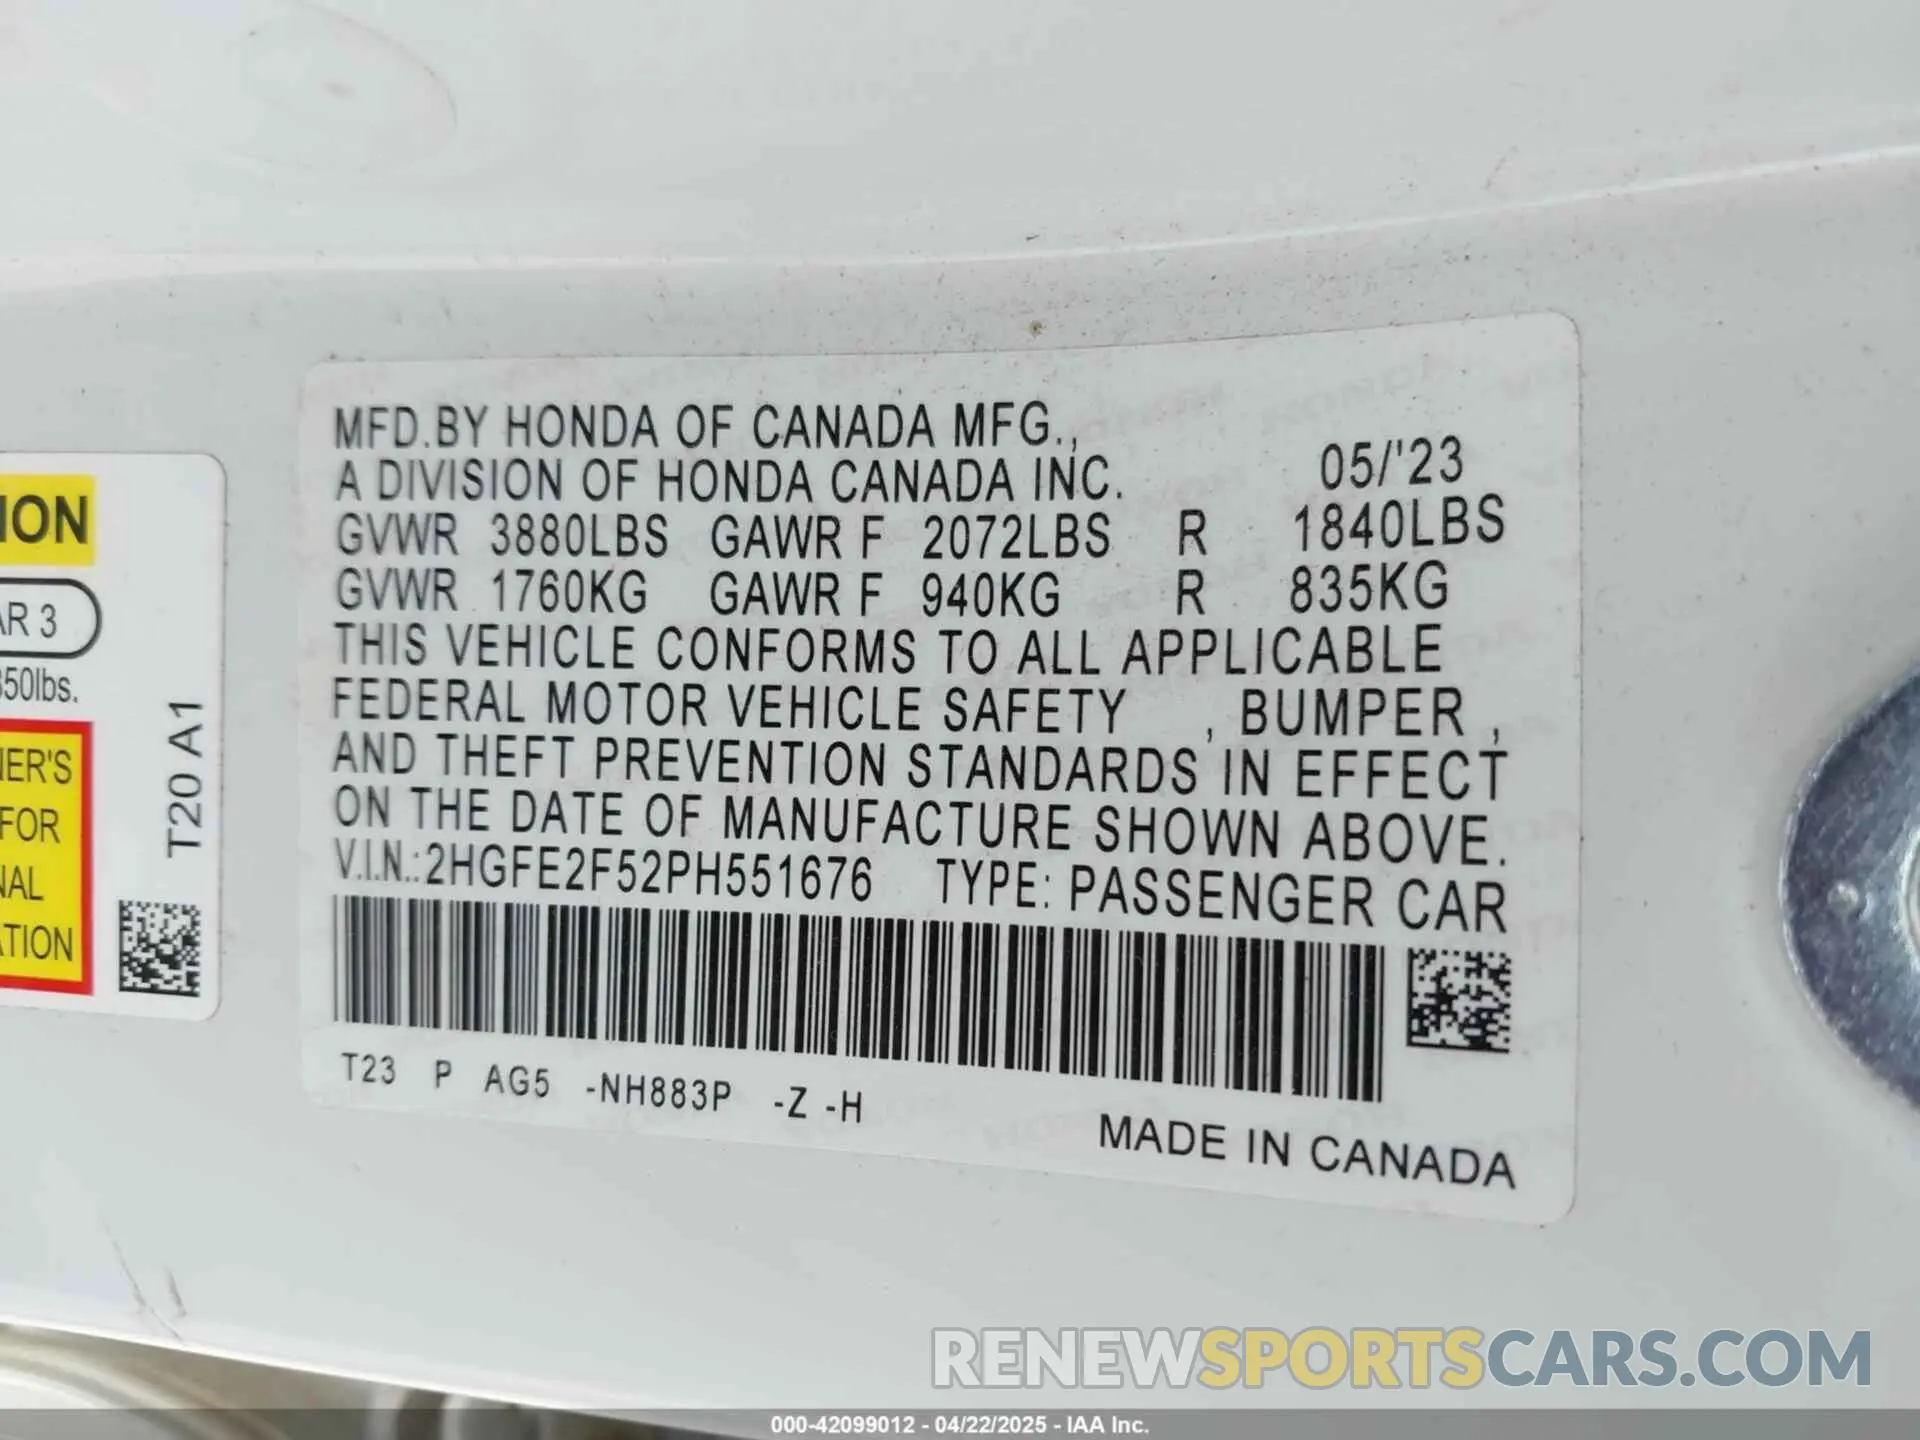 MFD.BY HONDA OF CANADA MFG.,
A DIVISION OF HONDA CANADA INC. 05/'23
GVWR 3880LBS GAWR F 2072LBS R 1840LBS
GVWR 1760KG GAWR F 940KG R 835KG
THIS VEHICLE CONFORMS TO ALL APPLICABLE
FEDERAL MOTOR VEHICLE SAFETY , BUMPER ,
AND THEFT PREVENTION STANDARDS IN EFFECT
ON THE DATE OF MANUFACTURE SHOWN ABOVE.
V.I.N.:2HGFE2F52PH551676 TYPE: PASSENGER CAR
T23 P AG5 -NH883P -Z -H
MADE IN CANADA
ION
AR 3
350lbs.
NER'S
FOR
NAL
ATION
T20 A1
RENEWSPORTSCARS.COM
000-42099012 - 04/22/2025 - IAA Inc.